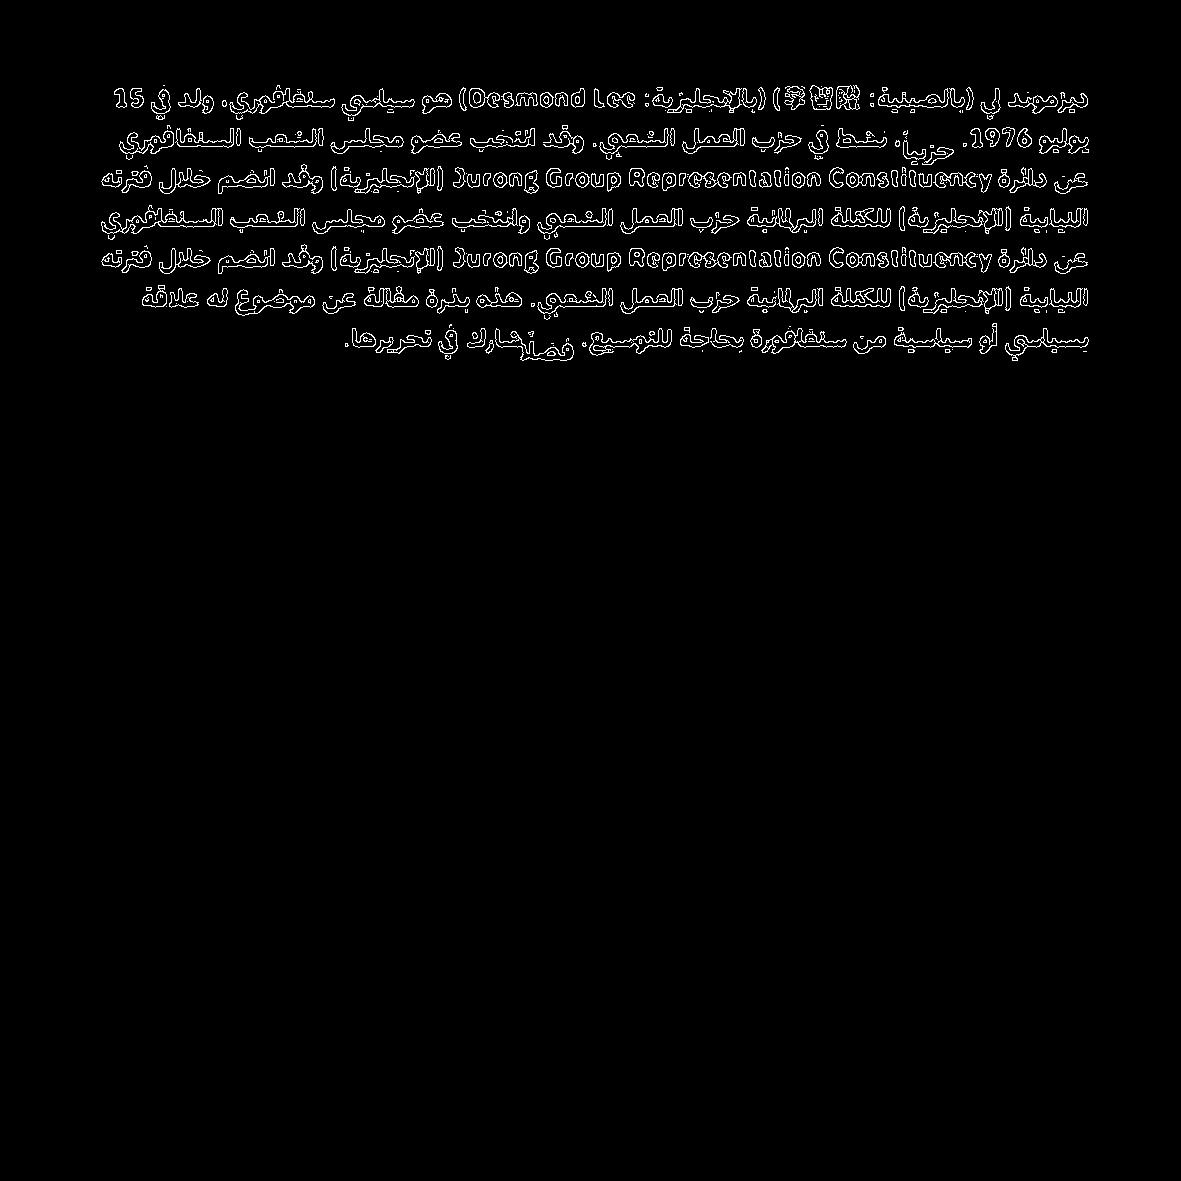 ديزموند لي (بالصينية: 李智陞) (بالإنجليزية: Desmond Lee) هو سياسي سنغافوري، ولد في 15
يوليو 1976. حزبياً، نشط في حزب العمل الشعبي. وقد انتخب عضو مجلس الشعب السنغافوري
عن دائرة Jurong Group Representation Constituency (الإنجليزية) وقد انضم خلال فترته
النيابية (الإنجليزية) للكتلة البرلمانية حزب العمل الشعبي وانتخب عضو مجلس الشعب السنغافوري
عن دائرة Jurong Group Representation Constituency (الإنجليزية) وقد انضم خلال فترته
النيابية (الإنجليزية) للكتلة البرلمانية حزب العمل الشعبي. هذه بذرة مقالة عن موضوع له علاقة
بسياسي أو سياسية من سنغافورة بحاجة للتوسيع. فضلًا شارك في تحريرها.